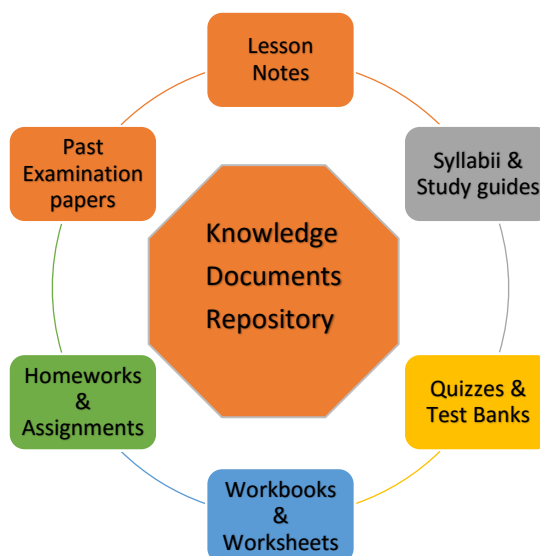 Lesson
Notes
Syllabii &
Study guides
Quizzes &
Test Banks
Workbooks
&
Worksheets
Homeworks
&
Assignments
Past
Examination
papers
Knowledge
Documents
Repository